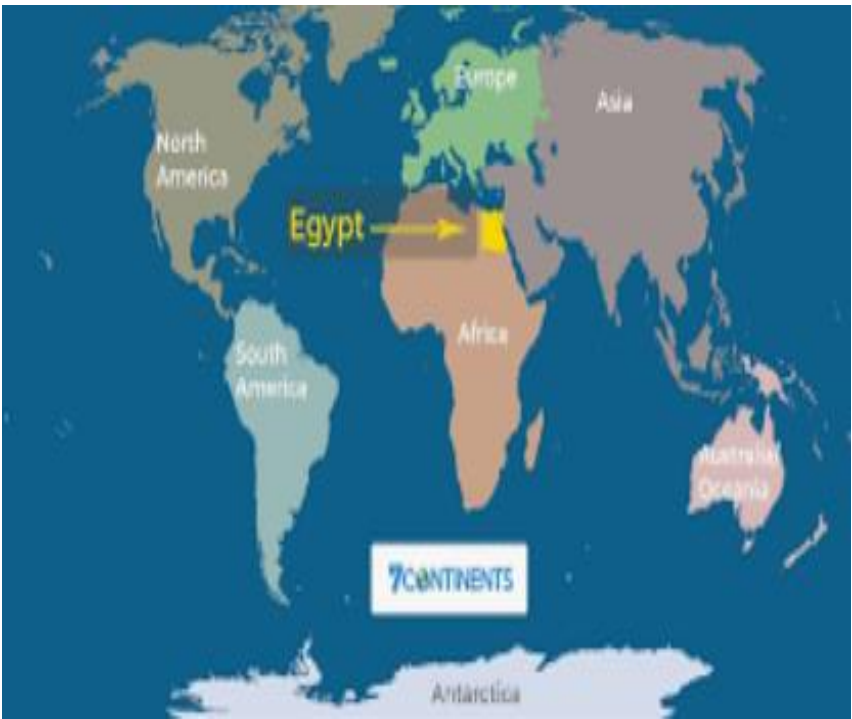 Europe
Asia
North
America
Egypt
Africa
South
America
Australia/
Oceania
7CONTINENTS
Antarctica